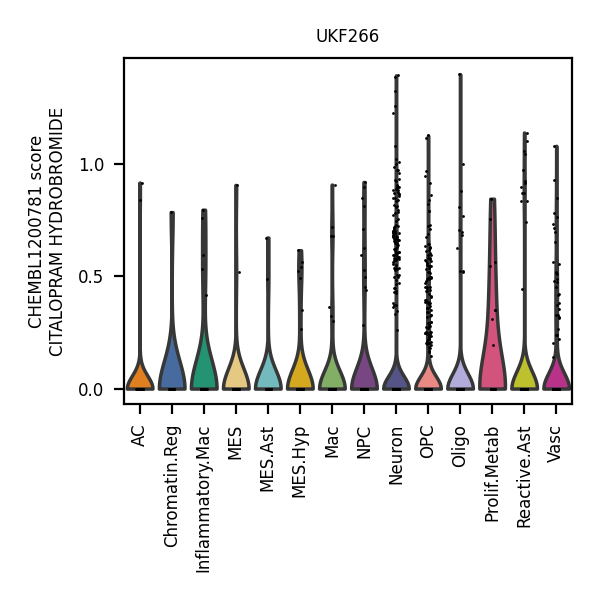 UKF266
CHEMBL1200781 score
CITALOPRAM HYDROBROMIDE
1.0
0.5
0.0
AC
Chromatin.Reg
Inflammatory.Mac
MES
MES.Ast
MES.Hyp
Mac
NPC
Neuron
OPC
Oligo
Prolif.Metab
Reactive.Ast
Vasc